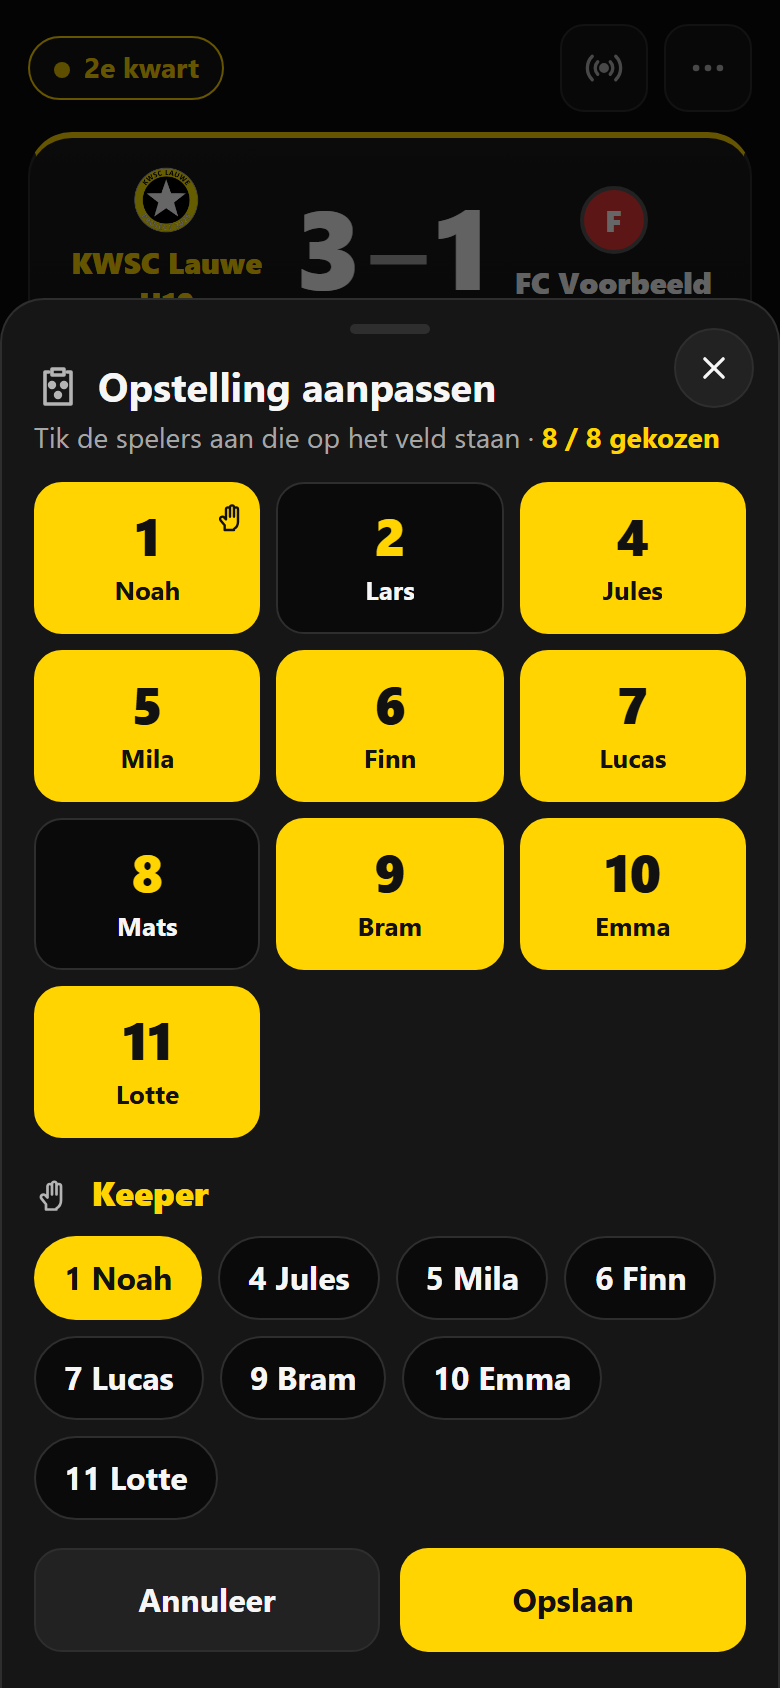 2e kwart
KWSC LAUWE
KWSC Lauwe
3–1
F
FC Voorbeeld
Opstelling aanpassen
Tik de spelers aan die op het veld staan · 8 / 8 gekozen
1
Noah
2
Lars
4
Jules
5
Mila
6
Finn
7
Lucas
8
Mats
9
Bram
10
Emma
11
Lotte
Keeper
1 Noah
4 Jules
5 Mila
6 Finn
7 Lucas
9 Bram
10 Emma
11 Lotte
Annuleer
Opslaan